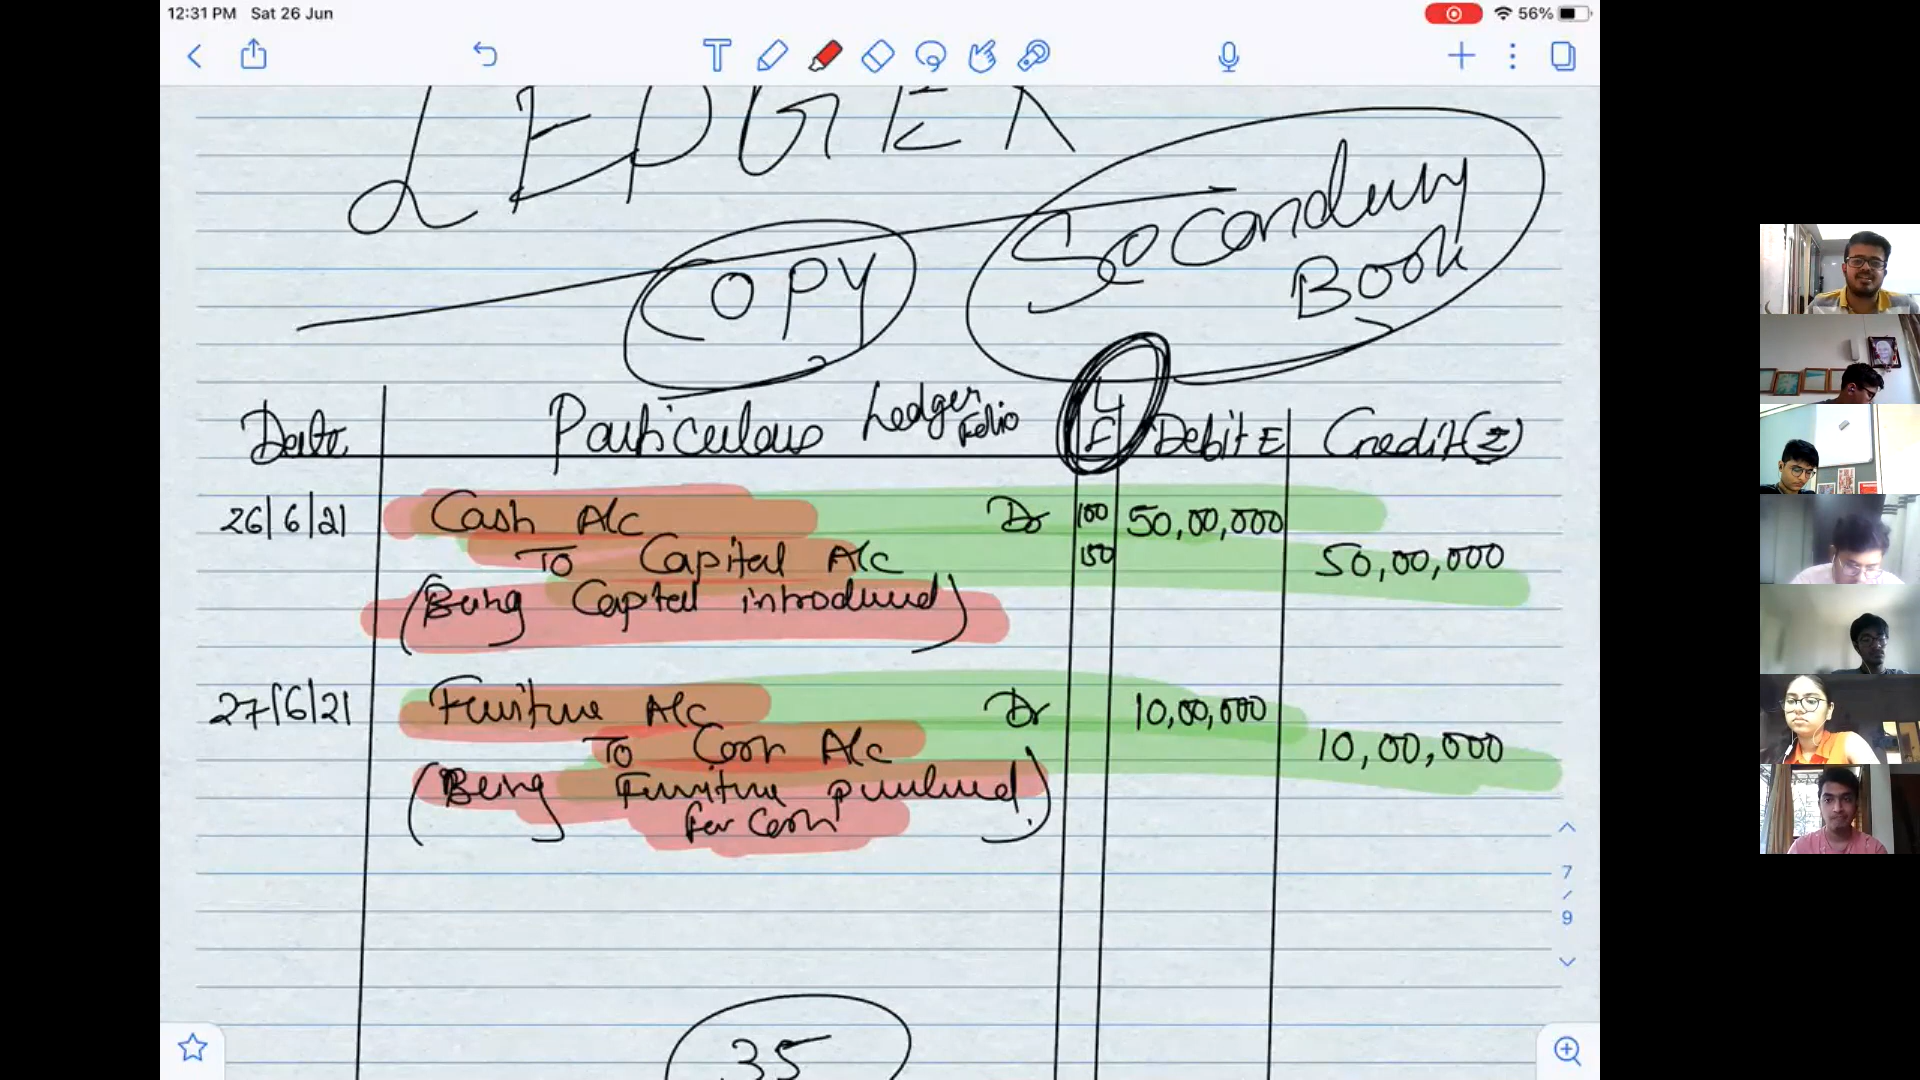 12:31 PM Sat 26 Jun
56%
LEDGER
Secondary
Book
COPY
Date Particulars Ledger Folio L F Debit Credit (₹)
26/6/21 Cash A/c Dr 100 50,00,000
To Capital A/c 150 50,00,000
(Being Capital introduced)
27/6/21 Furniture A/c Dr 10,00,000
To Cash A/c 10,00,000
(Being Furniture purchased
for Cash)
7
/
9
35